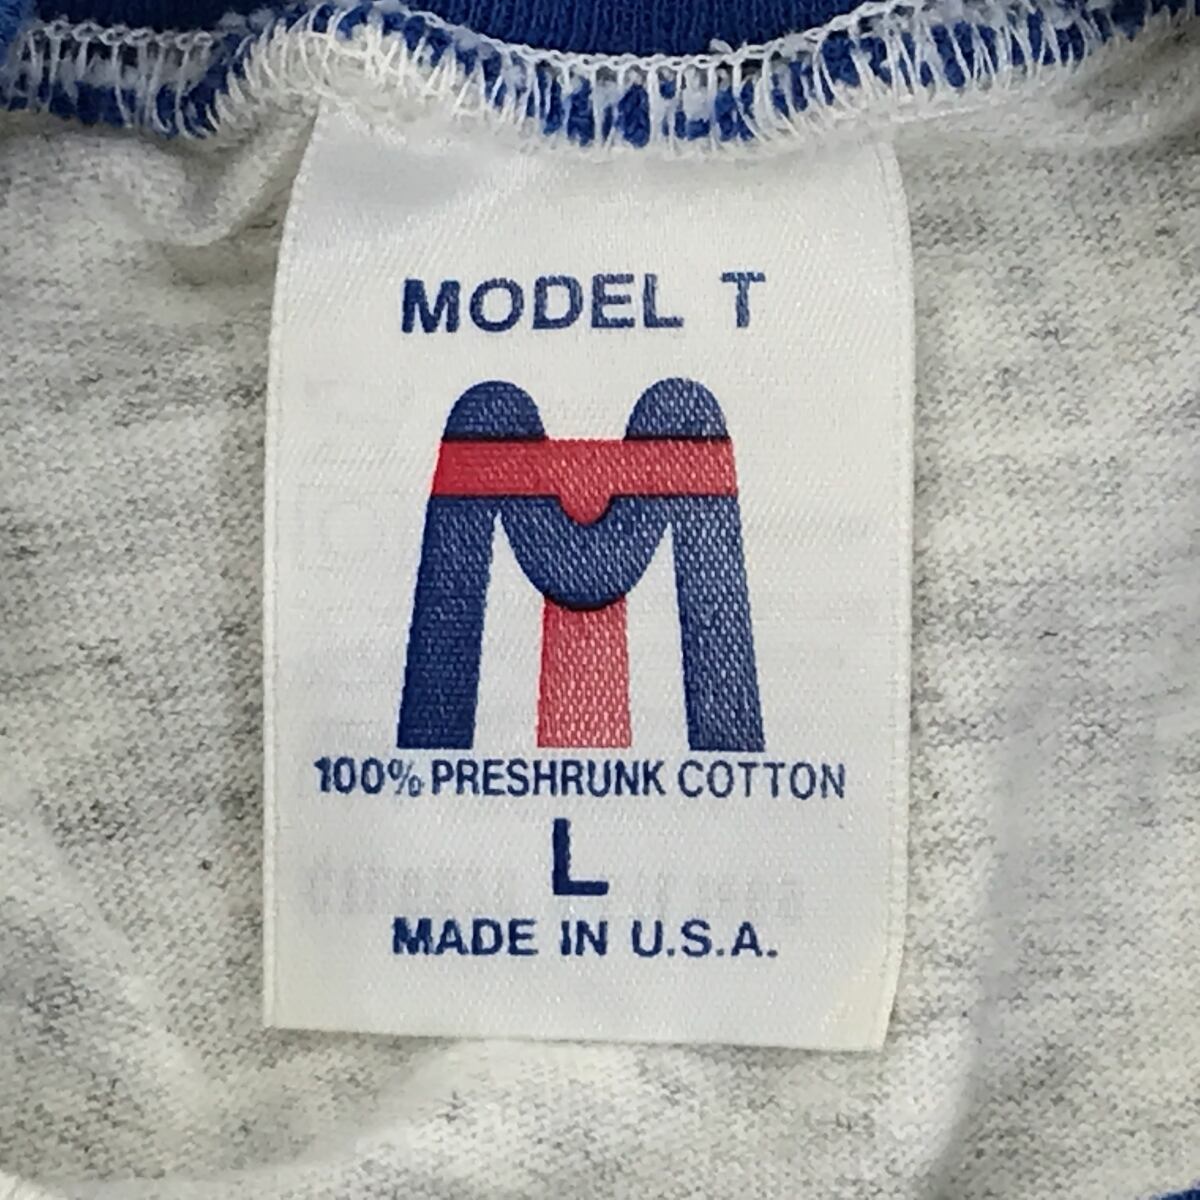 MODEL T
100% PRESHRUNK COTTON
L
MADE IN U.S.A.